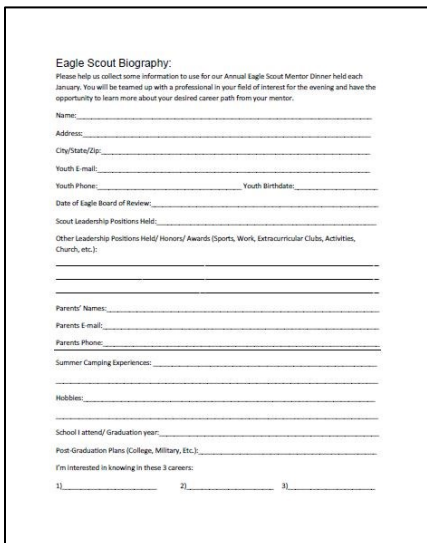 Eagle Scout Biography:
Please help us collect some information to use for our Annual Eagle Scout Mentor Dinner held each
January. You will be teamed up with a professional in your field of interest for the evening and have the
opportunity to learn more about your desired career path from your mentor.
Name:
Address:
City/State/Zip:
Youth E-mail:
Youth Phone: Youth Birthdate:
Date of Eagle Board of Review:
Scout Leadership Positions Held:
Other Leadership Positions Held/ Honors/ Awards (Sports, Work, Extracurricular Clubs, Activities,
Church, etc.):
Parents' Names:
Parents E-mail:
Parents Phone:
Summer Camping Experiences:
Hobbies:
School I attend/ Graduation year:
Post-Graduation Plans (College, Military, Etc.):
I'm interested in knowing in these 3 careers:
1) 2) 3)